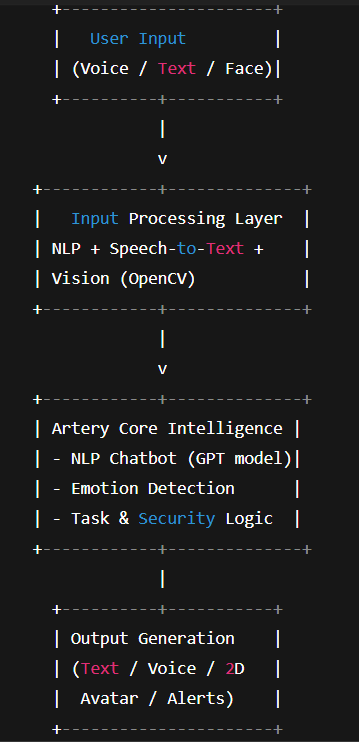 User Input
(Voice / Text / Face)
v
Input Processing Layer
NLP + Speech-to-Text +
Vision (OpenCV)
v
Artery Core Intelligence
- NLP Chatbot (GPT model)
- Emotion Detection
- Task & Security Logic
Output Generation
(Text / Voice / 2D
Avatar / Alerts)